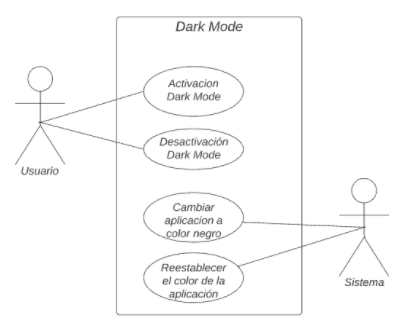 Dark Mode
Activacion
Dark Mode
Desactivación
Dark Mode
Usuario
Cambiar
aplicacion a
color negro
Reestablecer
el color de la
aplicación
Sistema